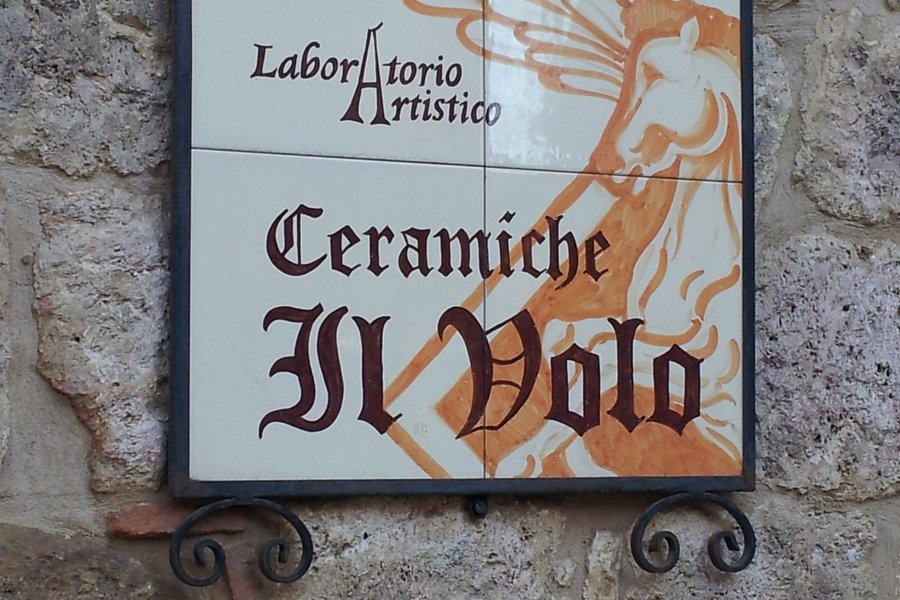 LaborAtorio
Artistico
Ceramiche
Il Volo